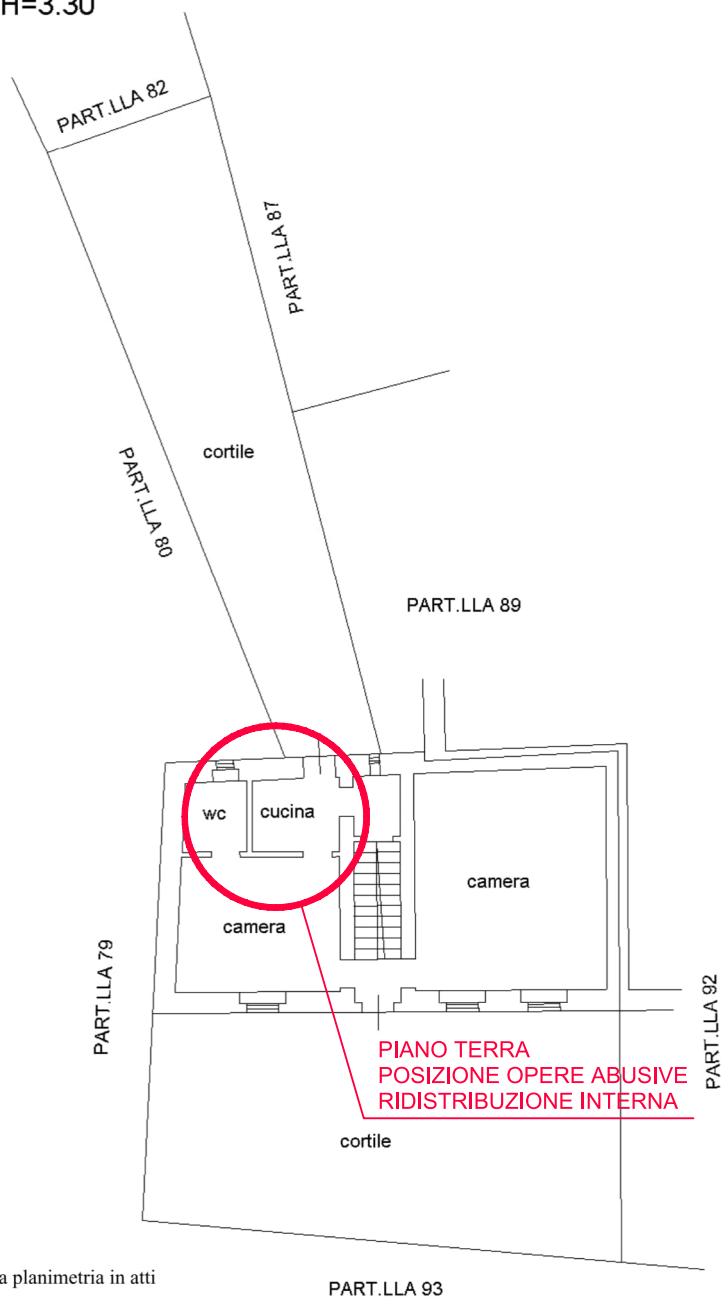 H=3.30
PART.LLA 82
PART.LLA 87
cortile
PART.LLA 80
PART.LLA 89
wc
cucina
camera
camera
PART.LLA 79
PART.LLA 92
PIANO TERRA
POSIZIONE OPERE ABUSIVE
RIDISTRIBUZIONE INTERNA
cortile
a planimetria in atti
PART.LLA 93